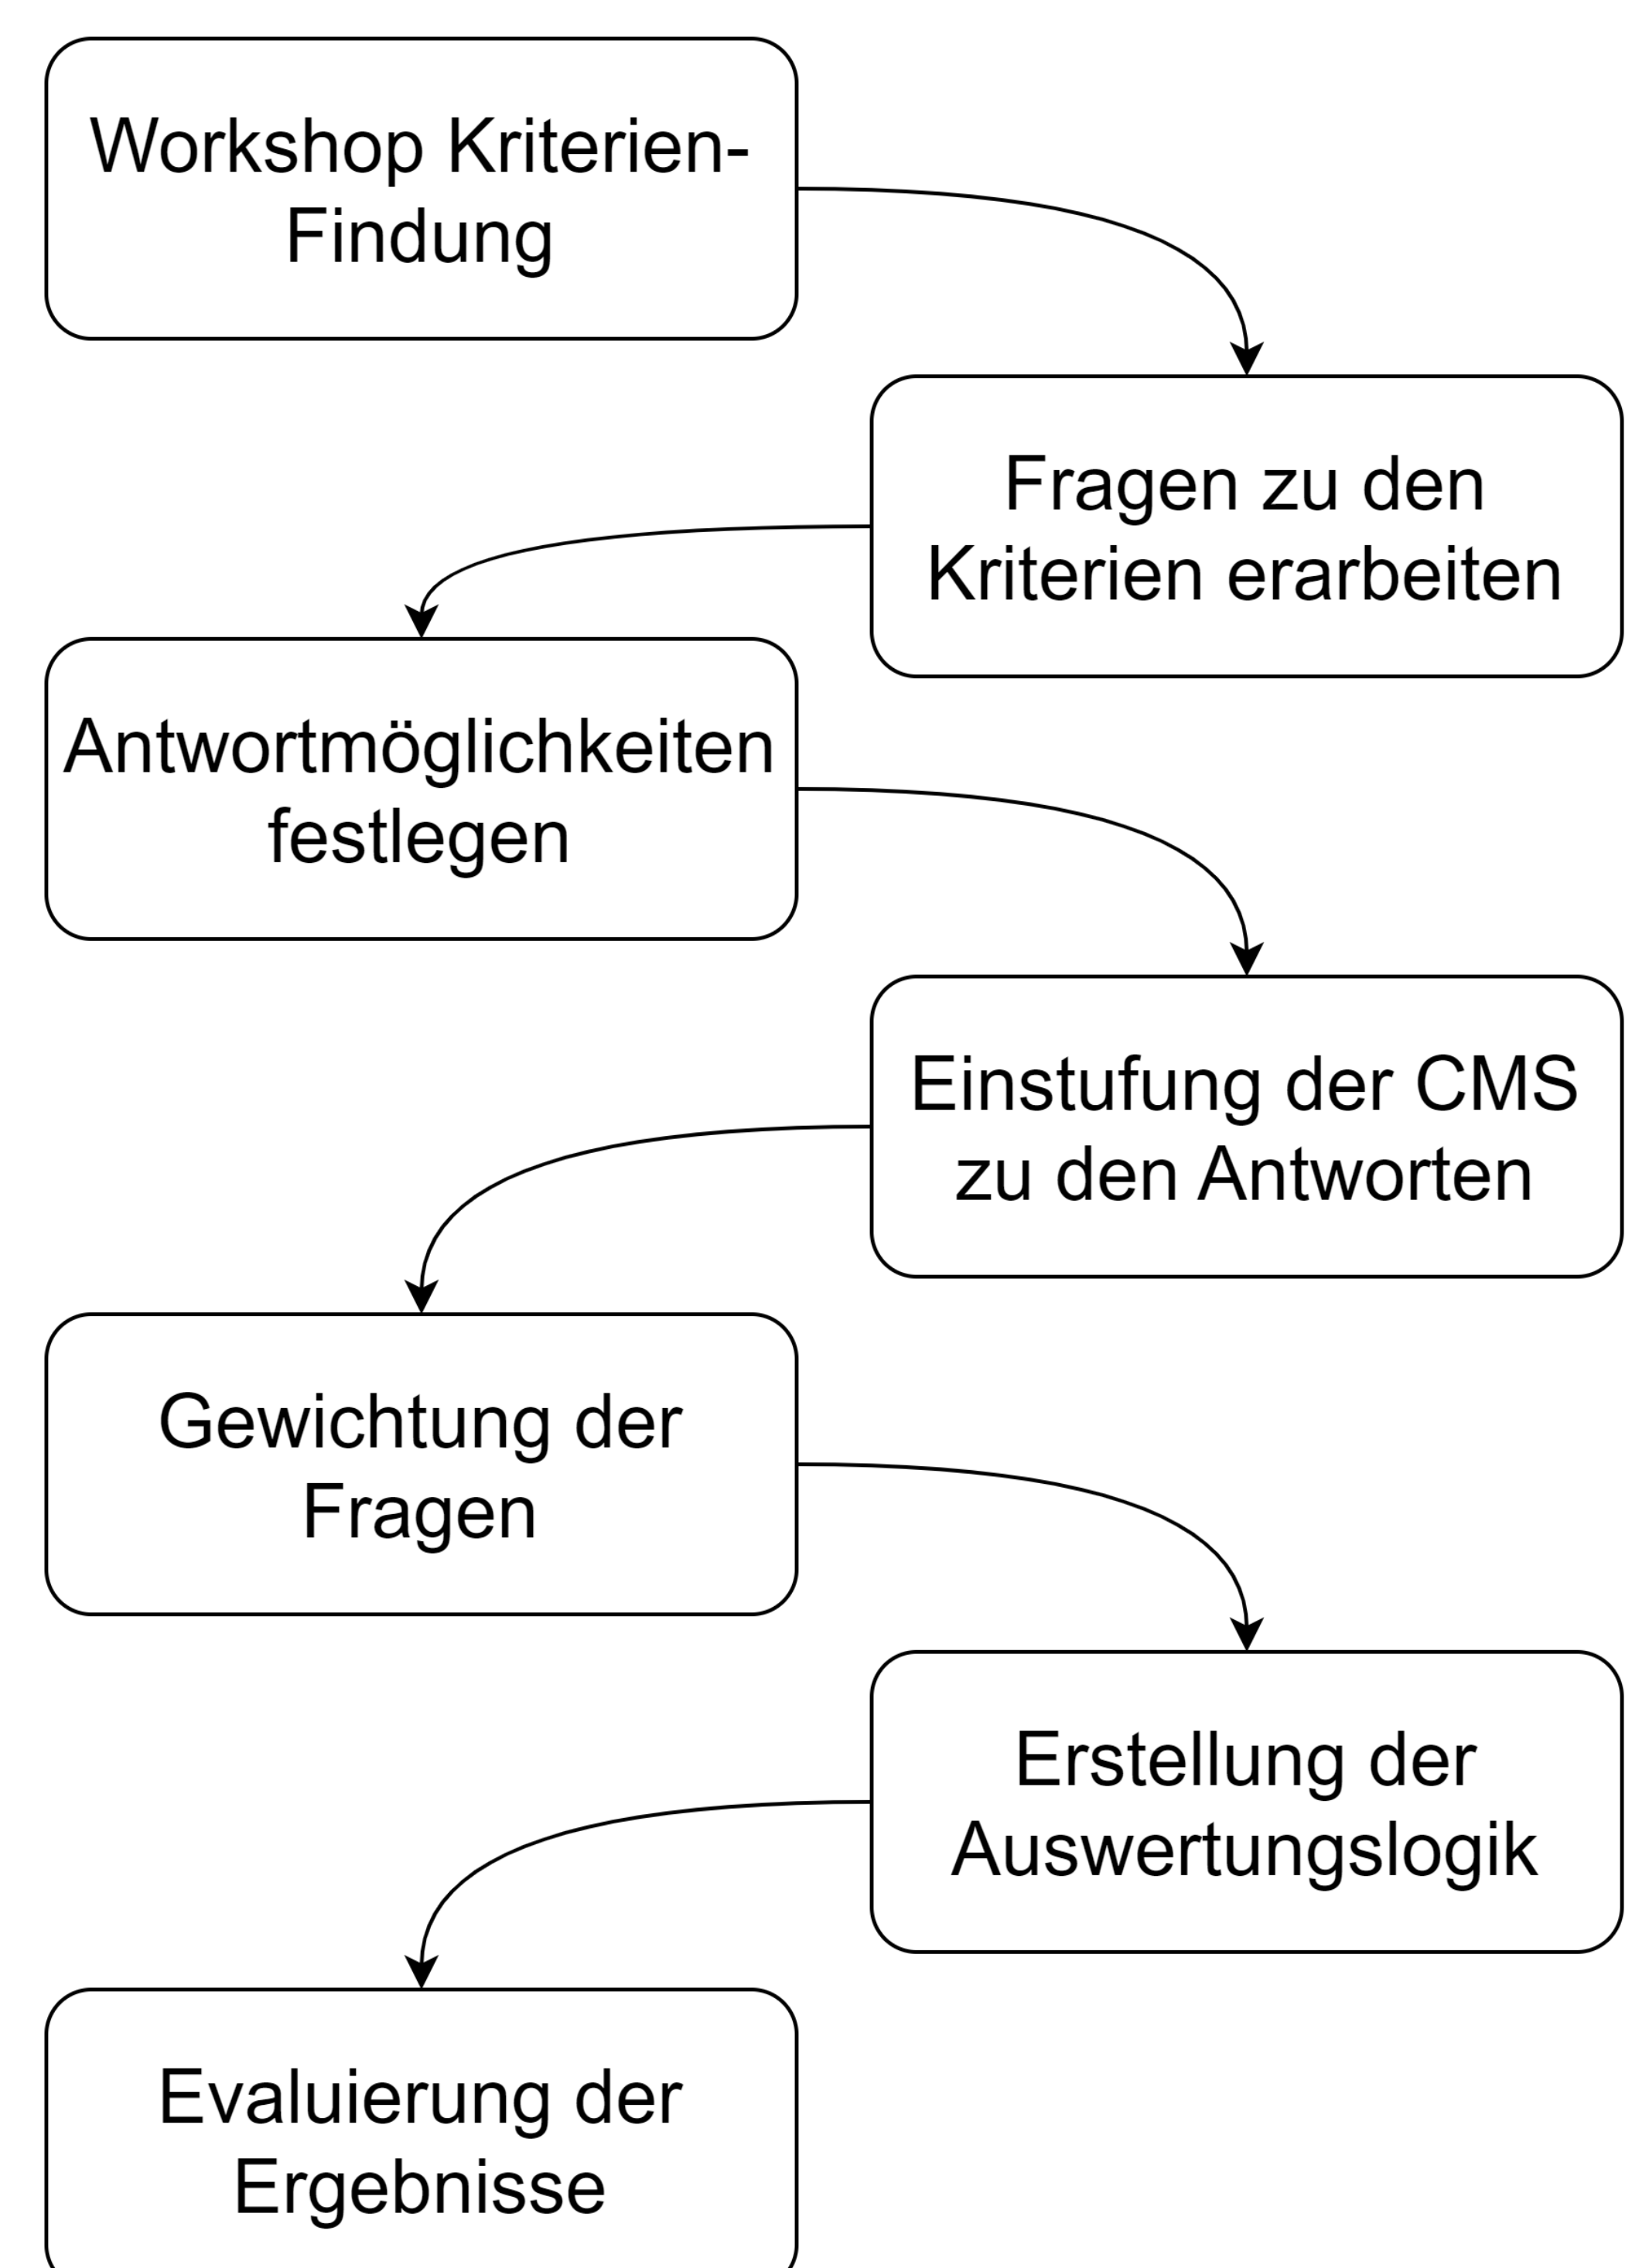 Workshop Kriterien-
Findung
Fragen zu den
Kriterien erarbeiten
Antwortmöglichkeiten
festlegen
Einstufung der CMS
zu den Antworten
Gewichtung der
Fragen
Erstellung der
Auswertungslogik
Evaluierung der
Ergebnisse